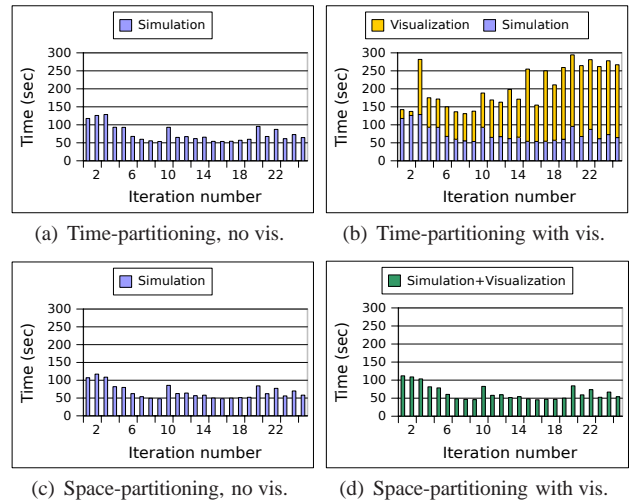 Simulation
Time (sec)
300
250
200
150
100
50
0
2 6 10 14 18 22
Iteration number
(a) Time-partitioning, no vis.
Visualization Simulation
Time (sec)
300
250
200
150
100
50
0
2 6 10 14 18 22
Iteration number
(b) Time-partitioning with vis.
Simulation
Time (sec)
300
250
200
150
100
50
0
2 6 10 14 18 22
Iteration number
(c) Space-partitioning, no vis.
Simulation+Visualization
Time (sec)
300
250
200
150
100
50
0
2 6 10 14 18 22
Iteration number
(d) Space-partitioning with vis.